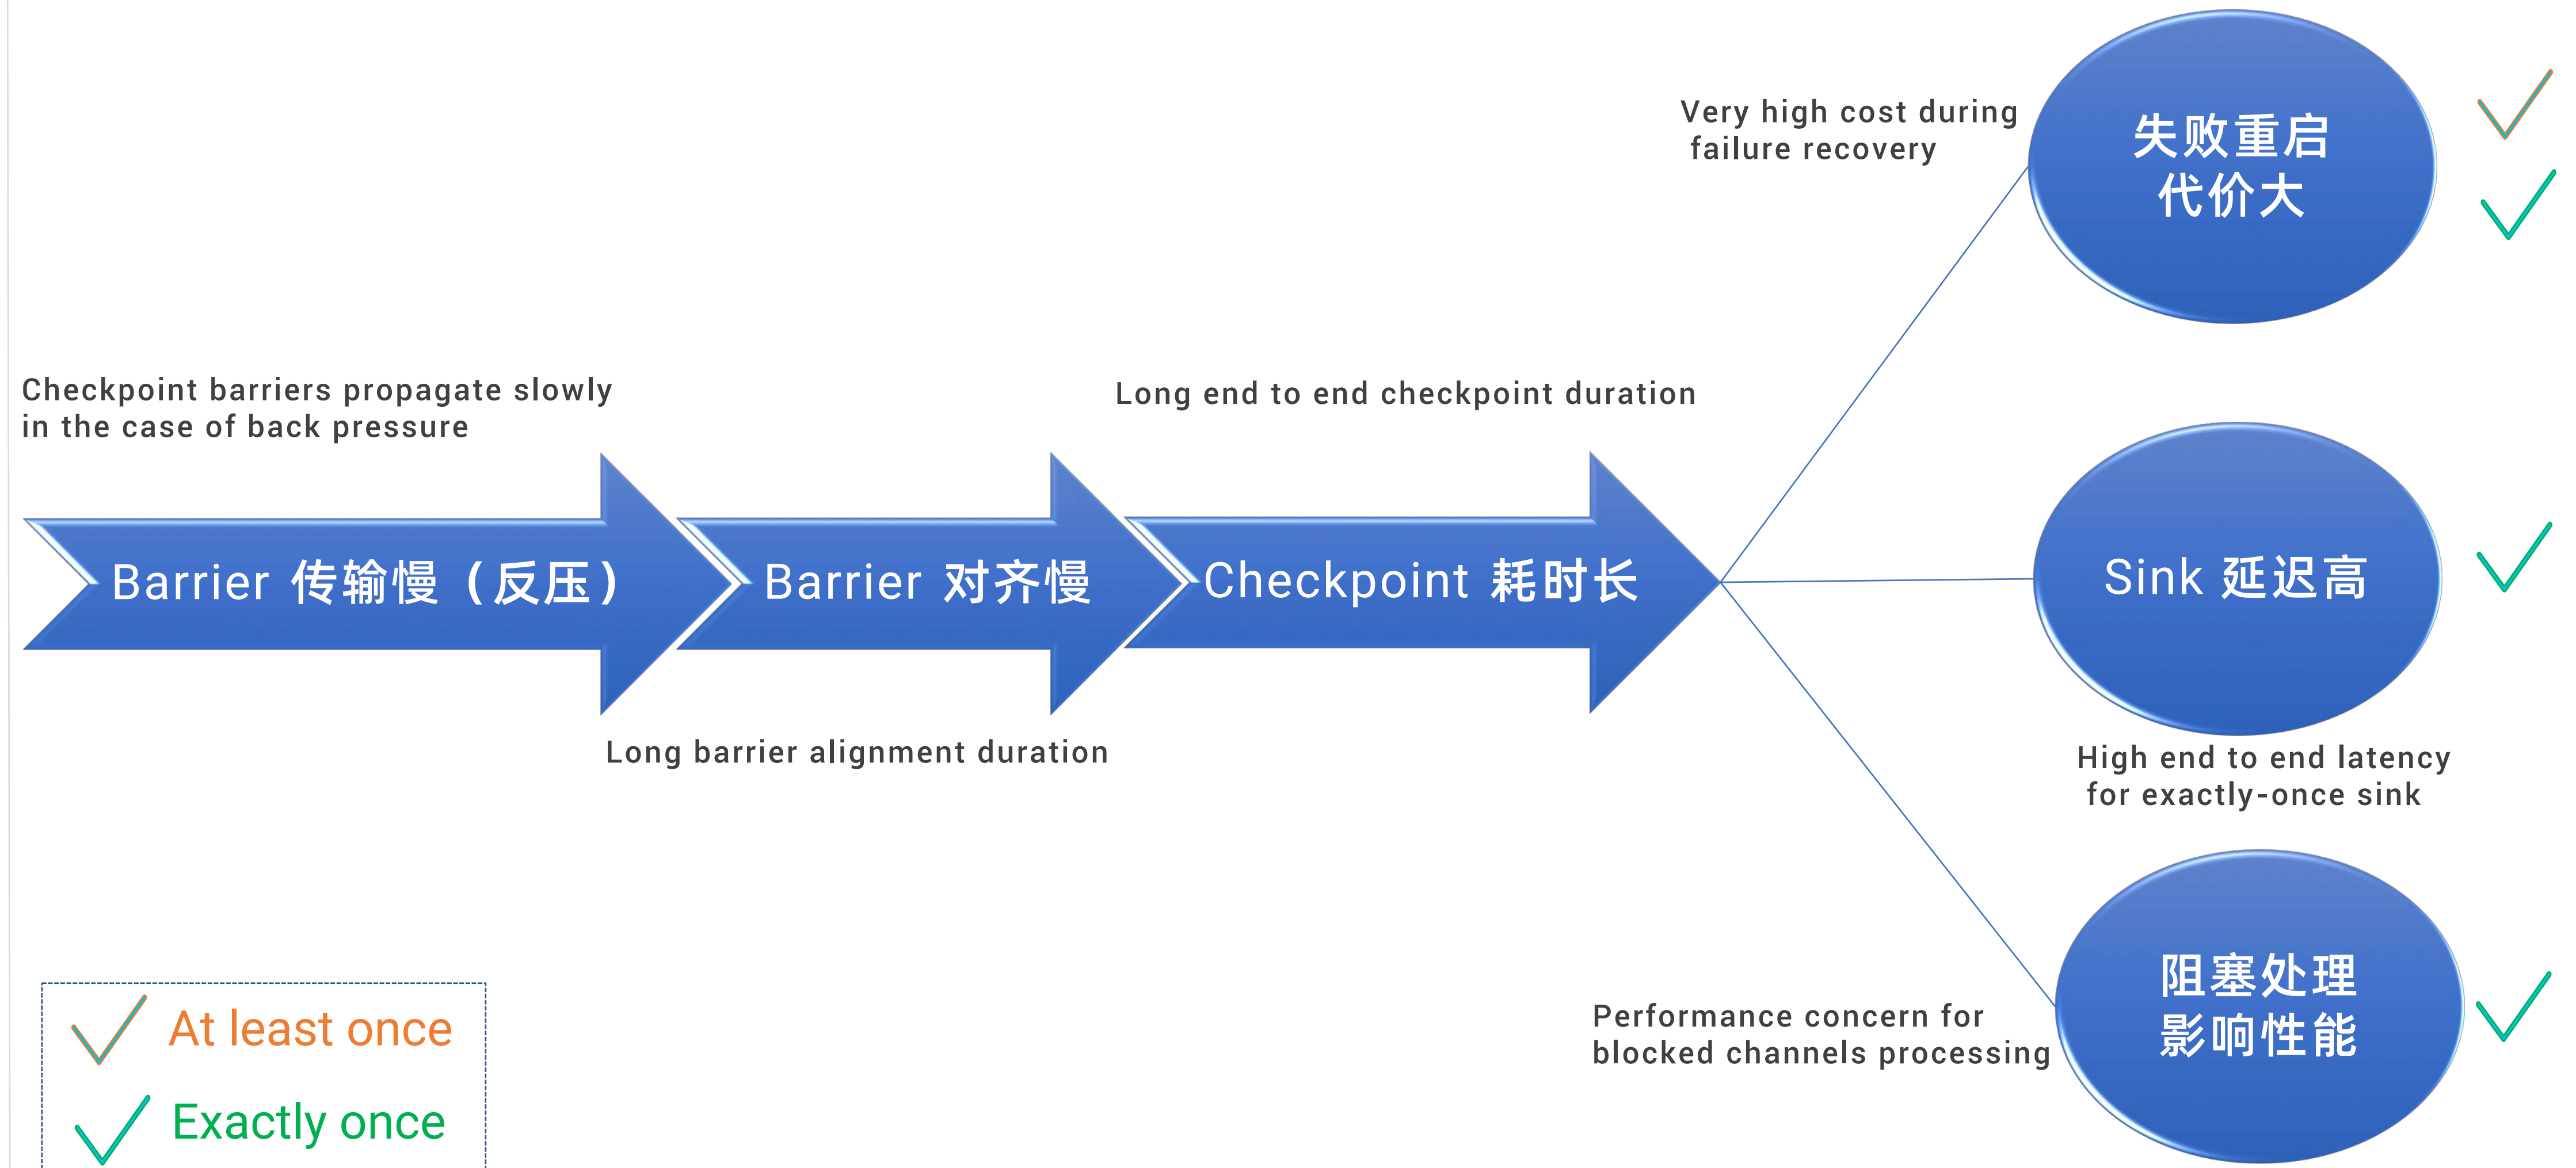 Very high cost during
failure recovery
失败重启
代价大
Checkpoint barriers propagate slowly
in the case of back pressure
Long end to end checkpoint duration
Barrier 传输慢（反压）
Barrier 对齐慢
Checkpoint 耗时长
Sink 延迟高
Long barrier alignment duration
High end to end latency
for exactly-once sink
Performance concern for
blocked channels processing
阻塞处理
影响性能
At least once
Exactly once